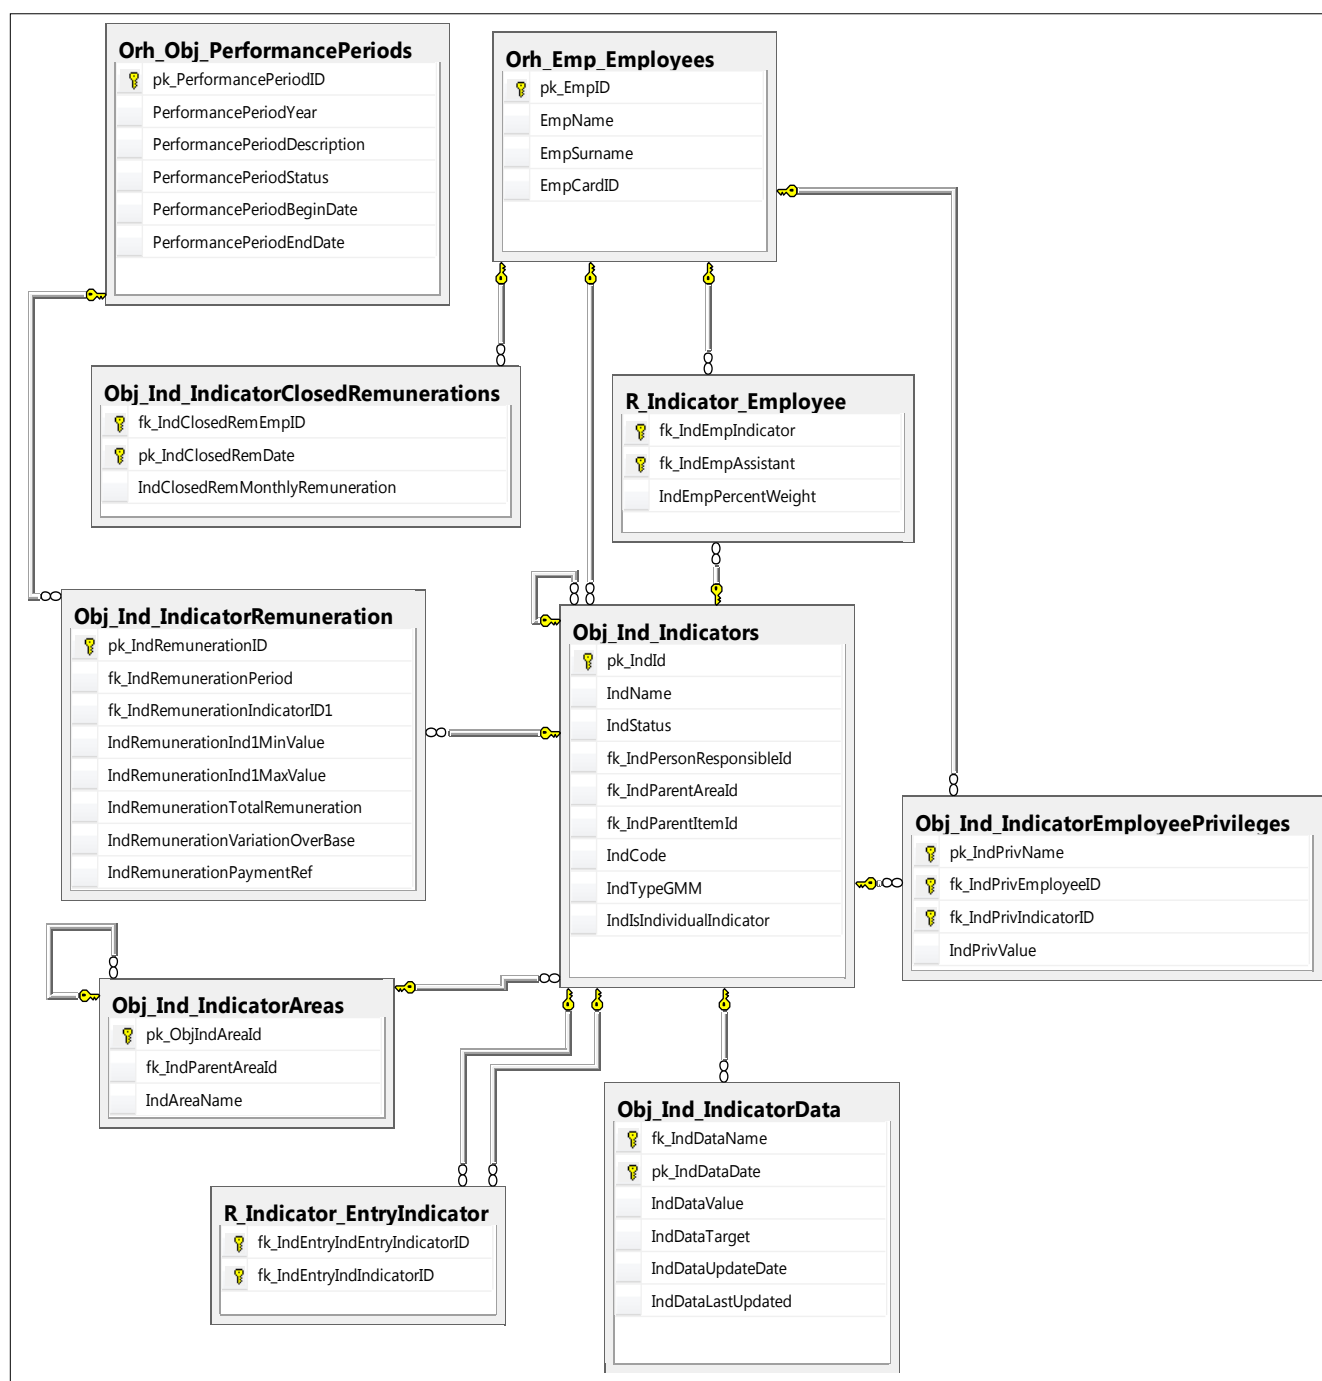 Orh_Obj_PerformancePeriods
pk_PerformancePeriodID
PerformancePeriodYear
PerformancePeriodDescription
PerformancePeriodStatus
PerformancePeriodBeginDate
PerformancePeriodEndDate
Orh_Emp_Employees
pk_EmpID
EmpName
EmpSurname
EmpCardID
Obj_Ind_IndicatorClosedRemunerations
fk_IndClosedRemEmpID
pk_IndClosedRemDate
IndClosedRemMonthlyRemuneration
R_Indicator_Employee
fk_IndEmpIndicator
fk_IndEmpAssistant
IndEmpPercentWeight
Obj_Ind_IndicatorRemuneration
pk_IndRemunerationID
fk_IndRemunerationPeriod
fk_IndRemunerationIndicatorID1
IndRemunerationInd1MinValue
IndRemunerationInd1MaxValue
IndRemunerationTotalRemuneration
IndRemunerationVariationOverBase
IndRemunerationPaymentRef
Obj_Ind_Indicators
pk_IndId
IndName
IndStatus
fk_IndPersonResponsibleId
fk_IndParentAreaId
fk_IndParentItemId
IndCode
IndTypeGMM
IndIsIndividualIndicator
Obj_Ind_IndicatorEmployeePrivileges
pk_IndPrivName
fk_IndPrivEmployeeID
fk_IndPrivIndicatorID
IndPrivValue
Obj_Ind_IndicatorAreas
pk_ObjIndAreaId
fk_IndParentAreaId
IndAreaName
Obj_Ind_IndicatorData
fk_IndDataName
pk_IndDataDate
IndDataValue
IndDataTarget
IndDataUpdateDate
IndDataLastUpdated
R_Indicator_EntryIndicator
fk_IndEntryIndEntryIndicatorID
fk_IndEntryIndIndicatorID